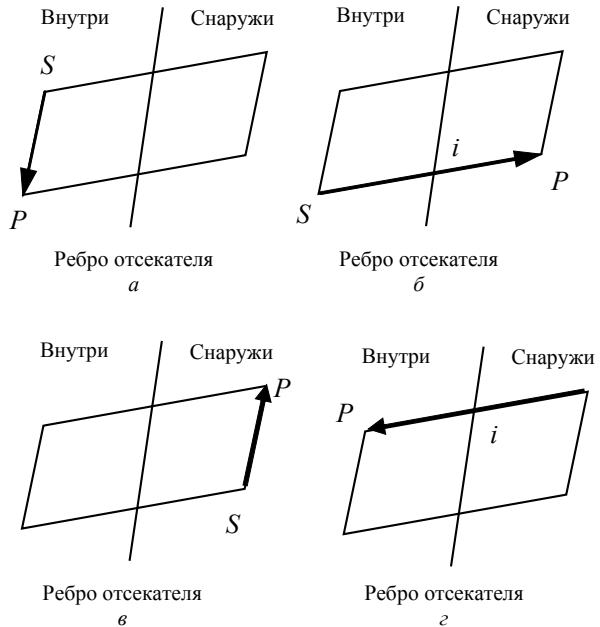 Внутри Снаружи
S
P
Ребро отсекателя
а
Внутри Снаружи
i
P
S
Ребро отсекателя
б
Внутри Снаружи
P
S
Ребро отсекателя
в
Внутри Снаружи
P
i
Ребро отсекателя
г